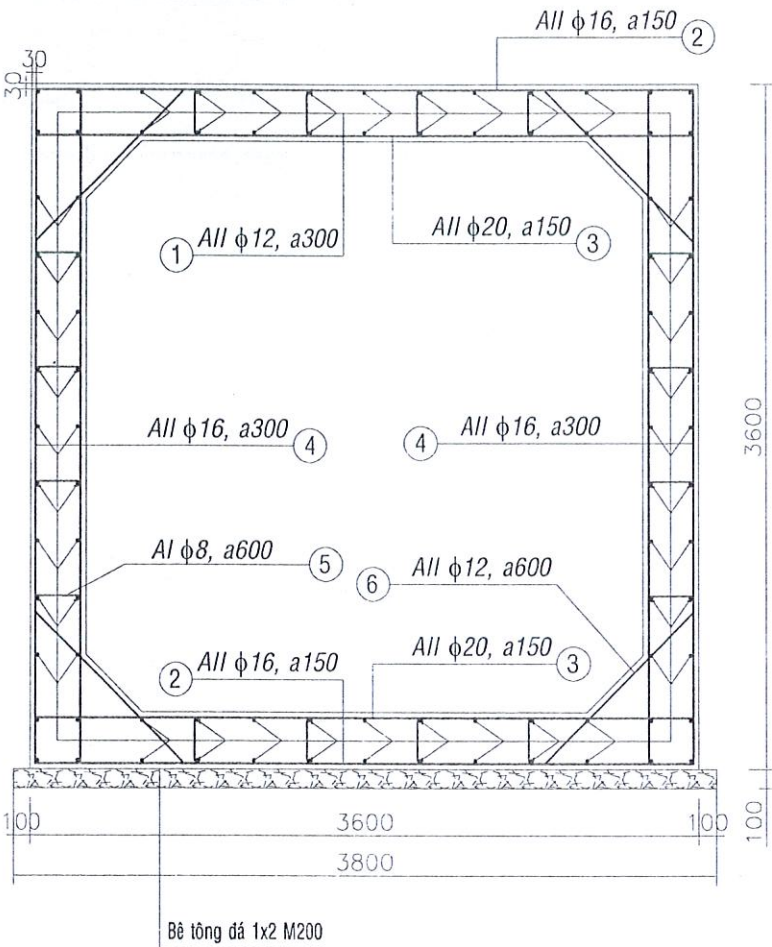 AII ϕ16, a150 2
30
30
1 AII ϕ12, a300
AII ϕ20, a150 3
AII ϕ16, a300 4
4 AII ϕ16, a300
3600
AI ϕ8, a600 5
6 AII ϕ12, a600
2 AII ϕ16, a150
AII ϕ20, a150 3
100 3600 100
100
3800
Bê tông đá 1x2 M200